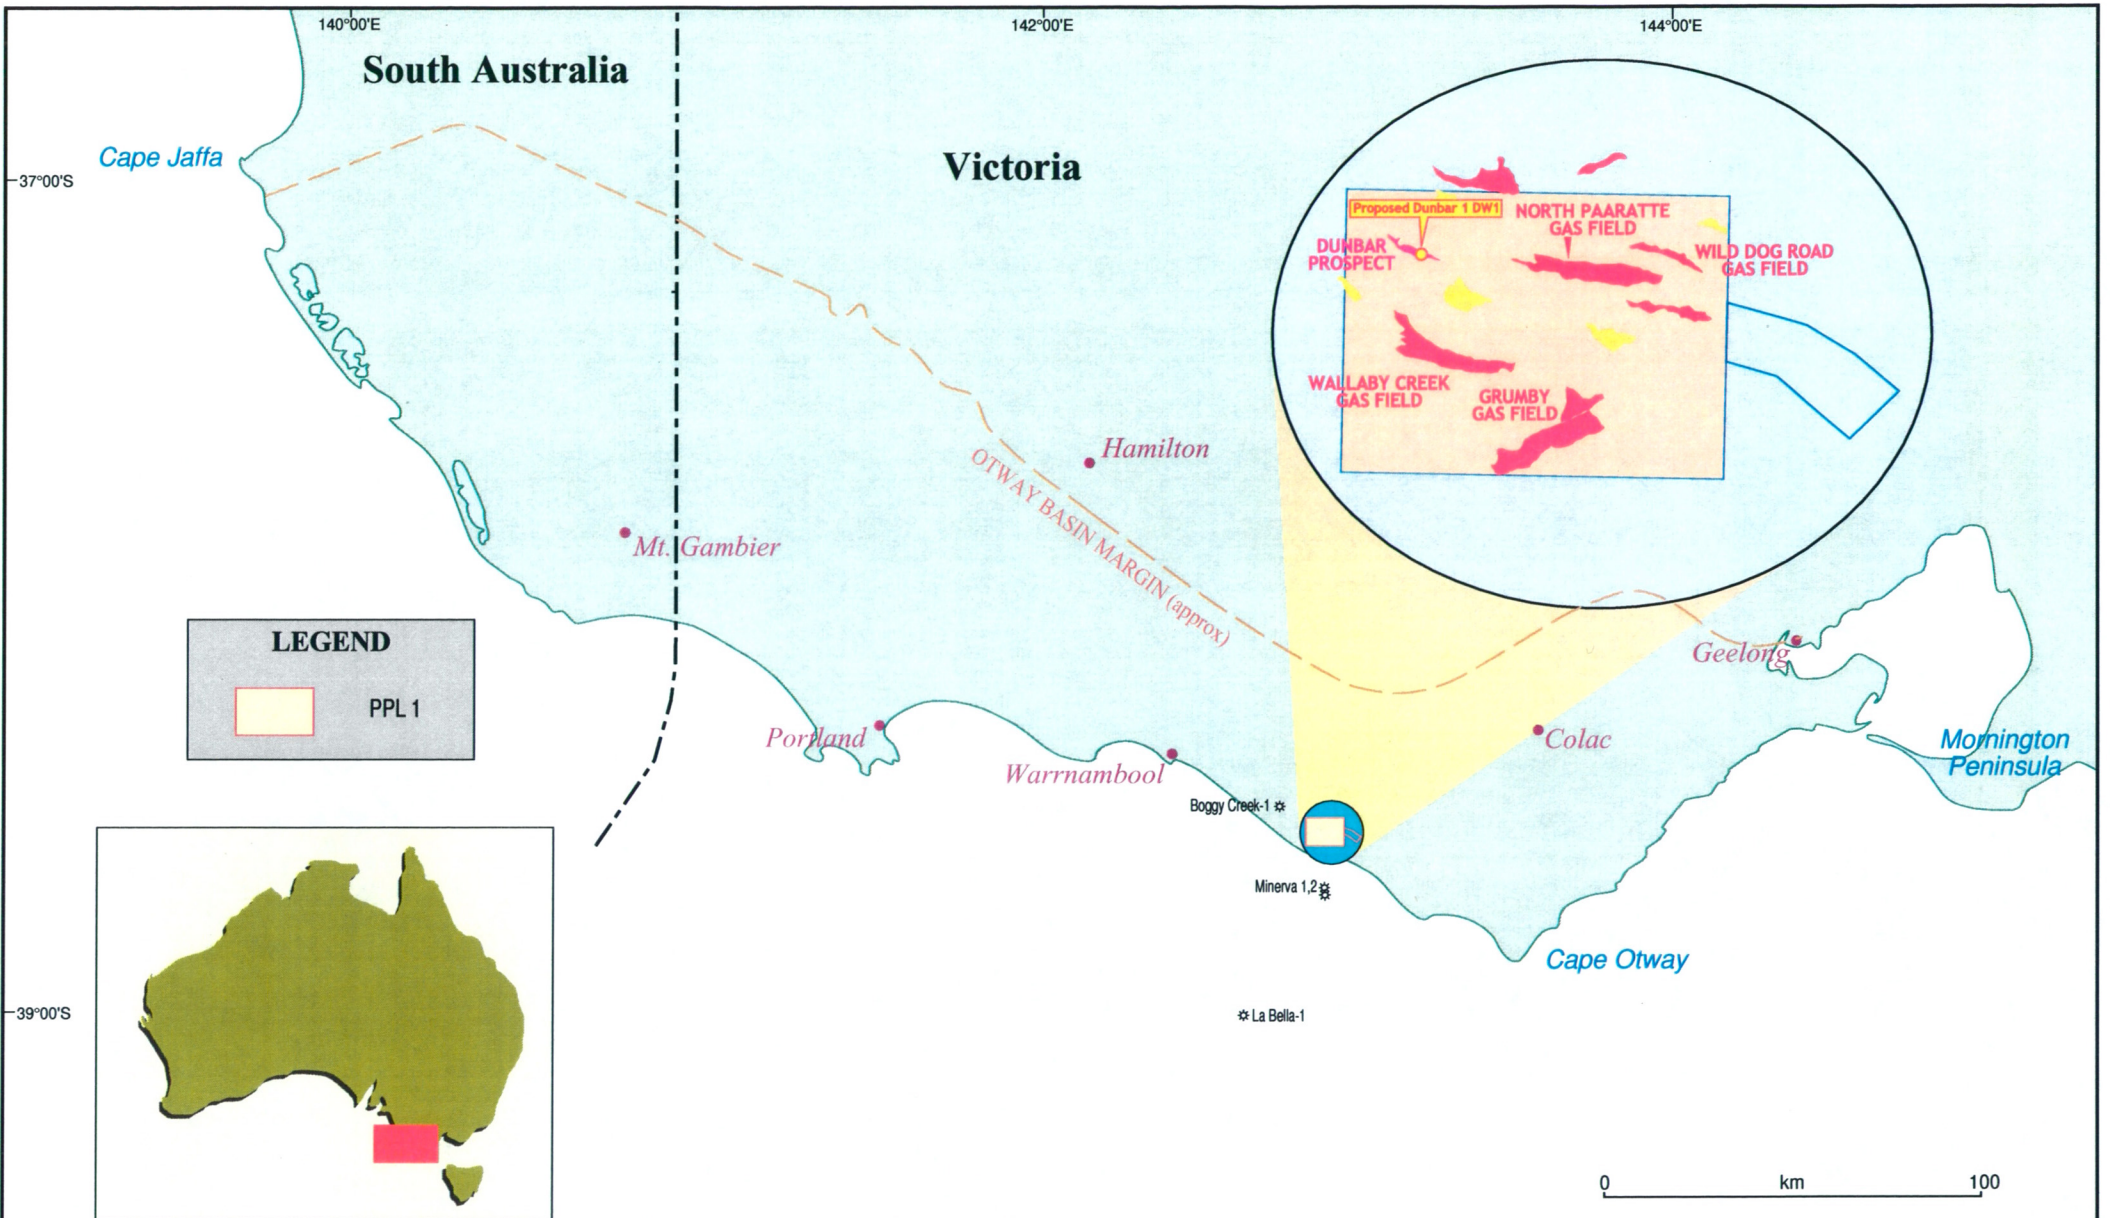 140°00'E
142°00'E
144°00'E
South Australia
Victoria
Cape Jaffa
37°00'S
Proposed Dunbar 1 DW1
NORTH PAARATTE
GAS FIELD
DUNBAR
PROSPECT
WILD DOG ROAD
GAS FIELD
WALLABY CREEK
GAS FIELD
GRUMBY
GAS FIELD
Hamilton
OTWAY BASIN MARGIN (approx)
Mt. Gambier
LEGEND
PPL 1
Geelong
Portland
Warrnambool
Colac
Mornington
Peninsula
Boggy Creek-1
Minerva 1,2
Cape Otway
39°00'S
La Bella-1
0 km 100